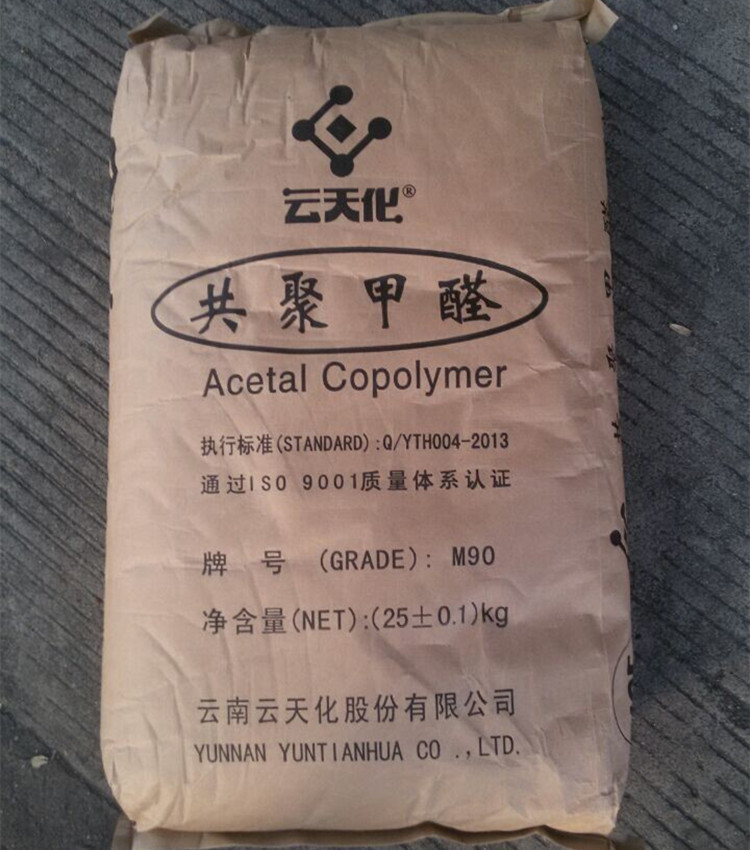 云天化®
共聚甲醛
Acetal Copolymer
执行标准(STANDARD):Q/YTH004-2013
通过ISO 9001质量体系认证
牌 号 (GRADE): M90
净含量(NET):(25±0.1)kg
云南云天化股份有限公司
YUNNAN YUNTIANHUA CO .,LTD.